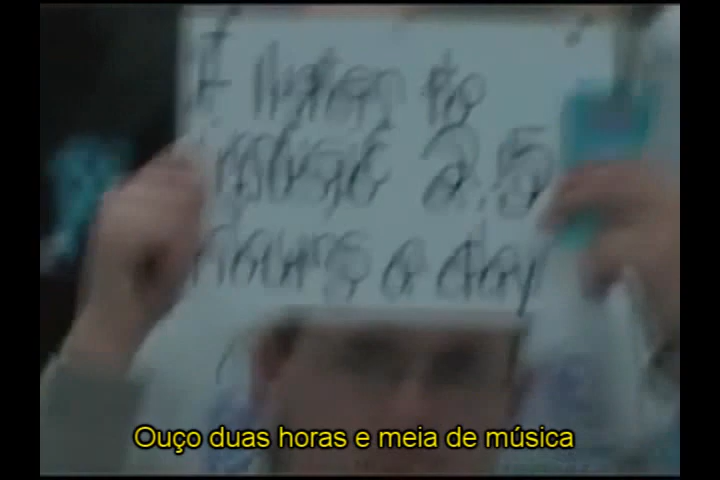 I listen to
music 2.5
hours a day
Ouço duas horas e meia de música